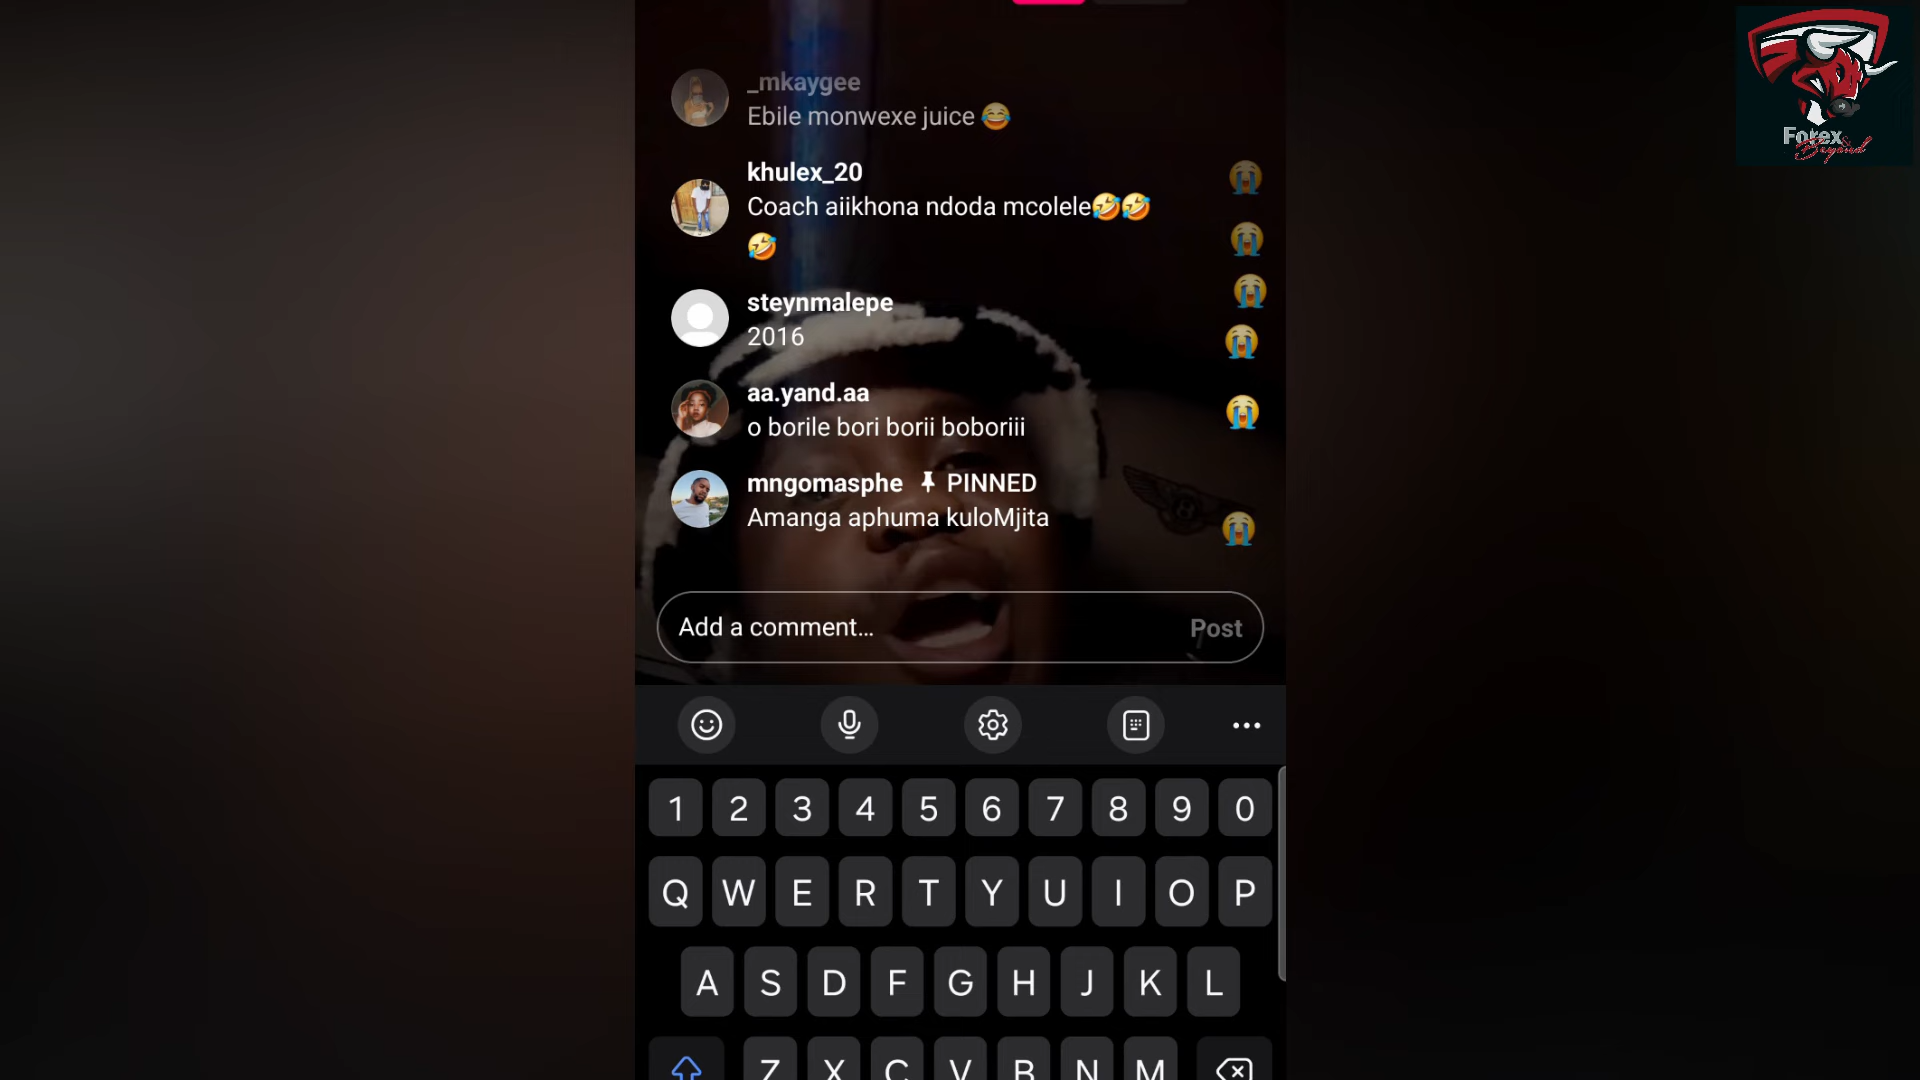 Forex &
Beyond
_mkaygee
Ebile monwexe juice 😂
khulex_20
Coach aiikhona ndoda mcolele🤣🤣
🤣
steynmalepe
2016
aa.yand.aa
o borile bori borii boboriii
mngomasphe PINNED
Amanga aphuma kuloMjita
Add a comment… Post
1 2 3 4 5 6 7 8 9 0
Q W E R T Y U I O P
A S D F G H J K L
Z X C V B N M